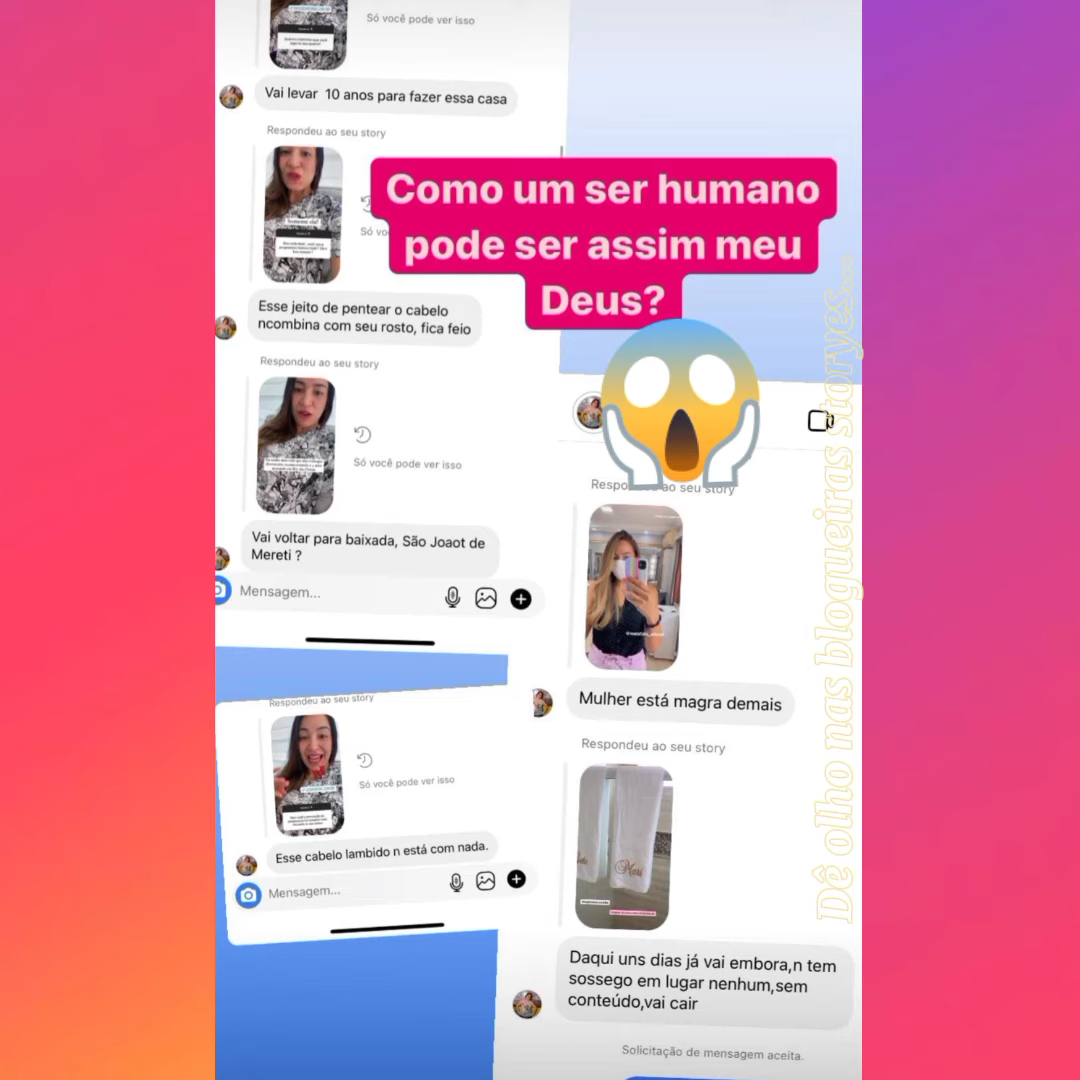 Só você pode ver isso
Vai levar 10 anos para fazer essa casa
Respondeu ao seu story
Como um ser humano
pode ser assim meu
Deus?
Só vo
Esse jeito de pentear o cabelo
ncombina com seu rosto, fica feio
Respondeu ao seu story
Só você pode ver isso
Vai voltar para baixada, São Joaot de
Mereti ?
Mensagem...
Respondeu ao seu story
Só você pode ver isso
Esse cabelo lambido n está com nada.
Mensagem...
Respo ao seu story
Mulher está magra demais
Respondeu ao seu story
Mari
Daqui uns dias já vai embora,n tem
sossego em lugar nenhum,sem
conteúdo,vai cair
Solicitação de mensagem aceita.
Dê olho nas blogueiras storyes....